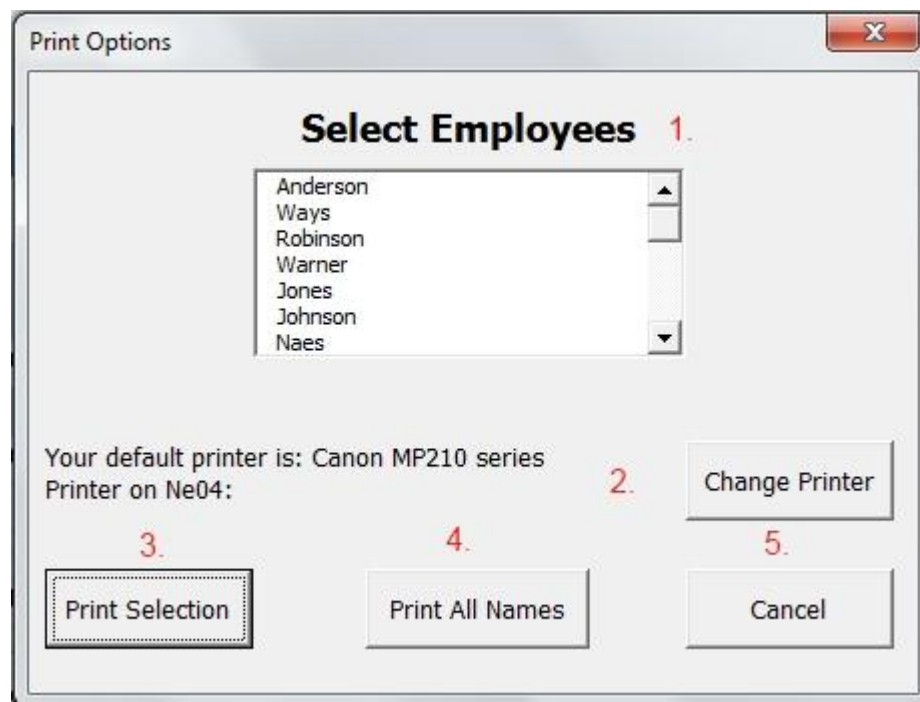 Print Options
Select Employees 1.
Anderson
Ways
Robinson
Warner
Jones
Johnson
Naes
Your default printer is: Canon MP210 series
Printer on Ne04:
2. Change Printer
3. 4. 5.
Print Selection Print All Names Cancel